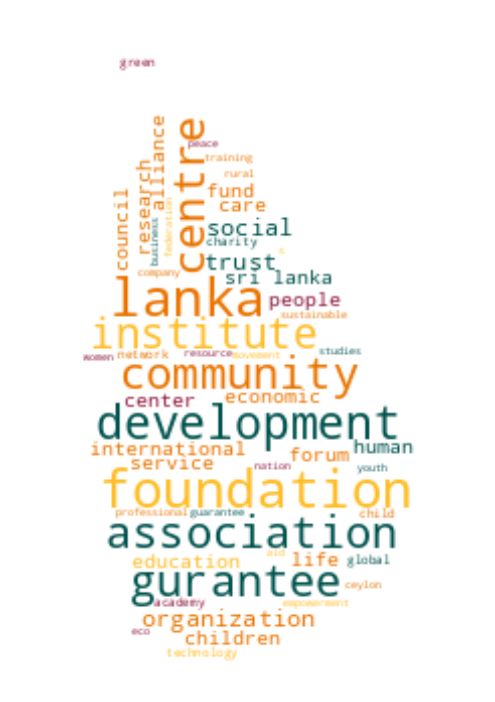 green
peace
training
rural
alliance
centre
research
council
business
federation
fund
care
social
charity
s
trust
company
sri lanka
lanka
people
sustainable
institute
women network resource movement studies
community
center economic
development
international human
service forum
nation youth
foundation
professional guarantee child
association
aid
education life global
gurantee ceylon
academy empowerment
organization
eco
children
technology